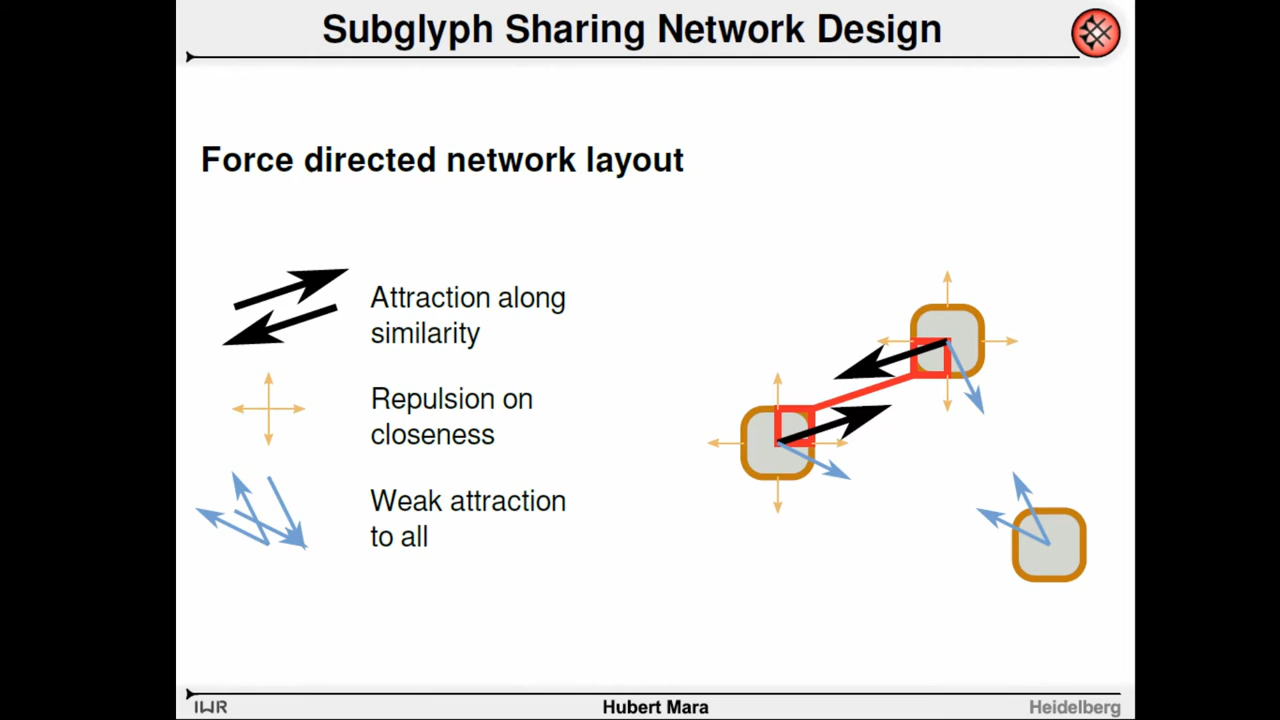 Subglyph Sharing Network Design
Force directed network layout
Attraction along
similarity
Repulsion on
closeness
Weak attraction
to all
IWR
Hubert Mara
Heidelberg